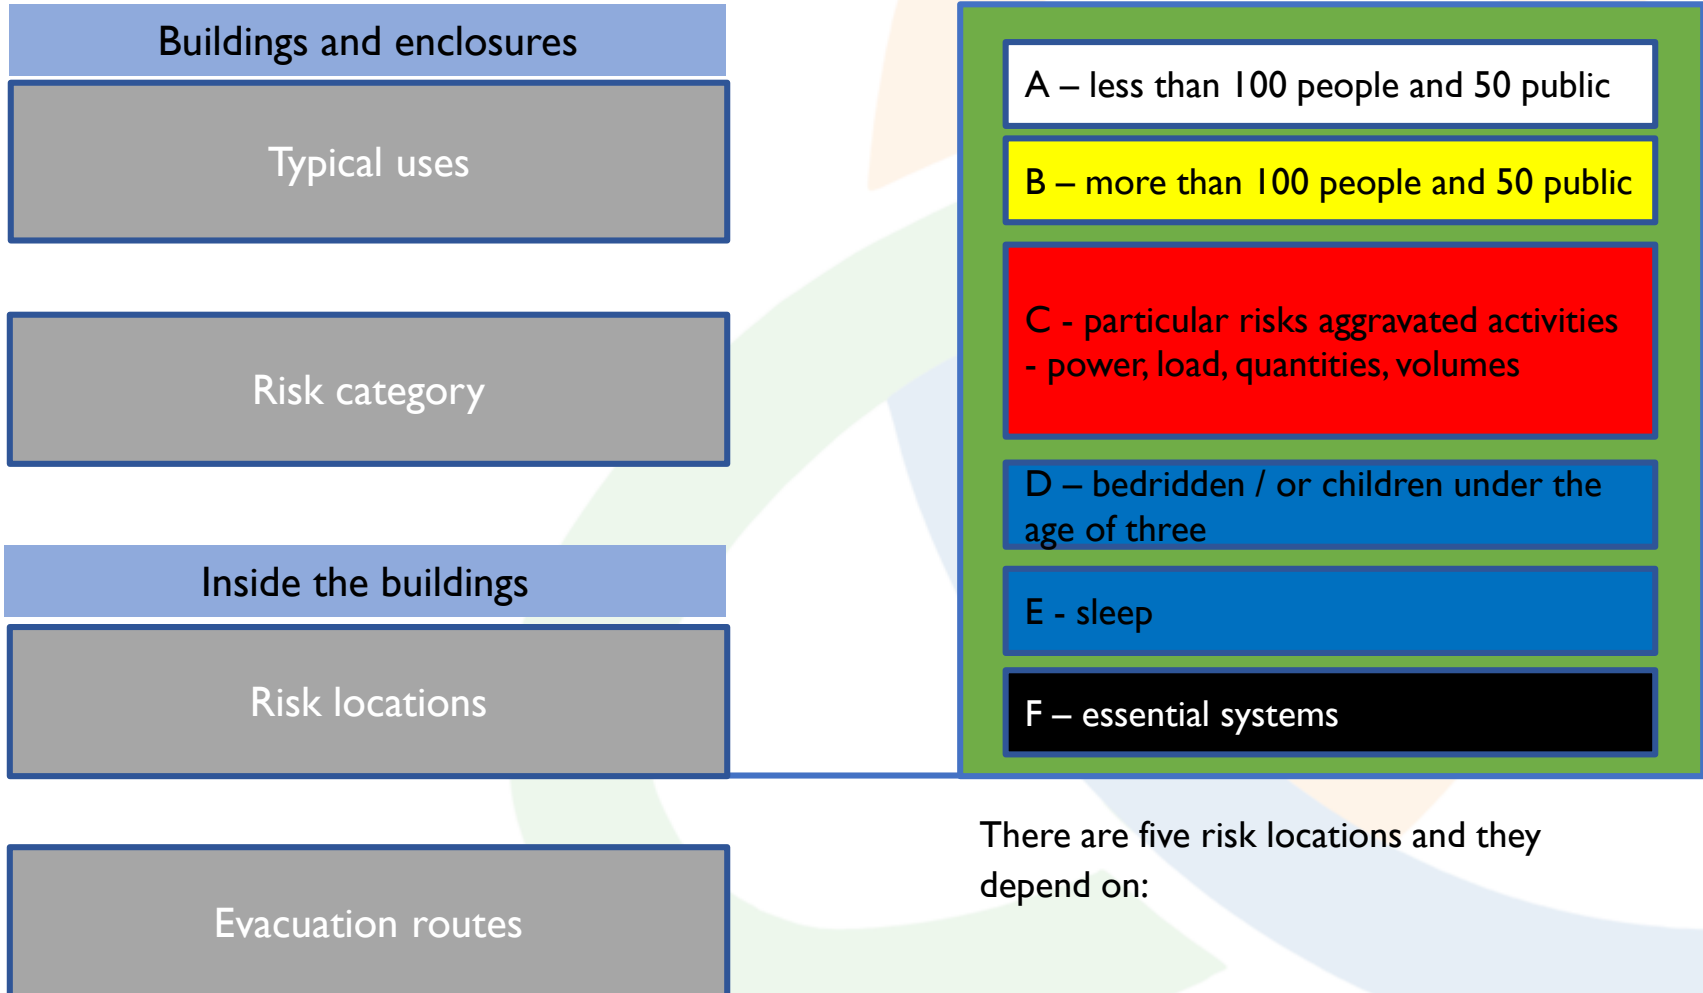 Buildings and enclosures
Typical uses
Risk category
Inside the buildings
Risk locations
Evacuation routes
A – less than 100 people and 50 public
B – more than 100 people and 50 public
C - particular risks aggravated activities
- power, load, quantities, volumes
D – bedridden / or children under the
age of three
E - sleep
F – essential systems
There are five risk locations and they
depend on: